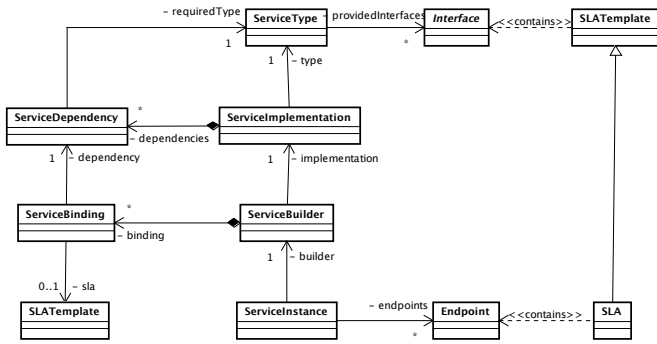 - requiredType
ServiceType
- providedInterfaces
Interface
<<contains>>
SLATemplate
1
*
1
- type
ServiceDependency
*
ServiceImplementation
- dependencies
1
- dependency
1
- implementation
ServiceBinding
*
ServiceBuilder
- binding
1
- builder
0..1
- sla
SLATemplate
ServiceInstance
- endpoints
*
Endpoint
<<contains>>
SLA